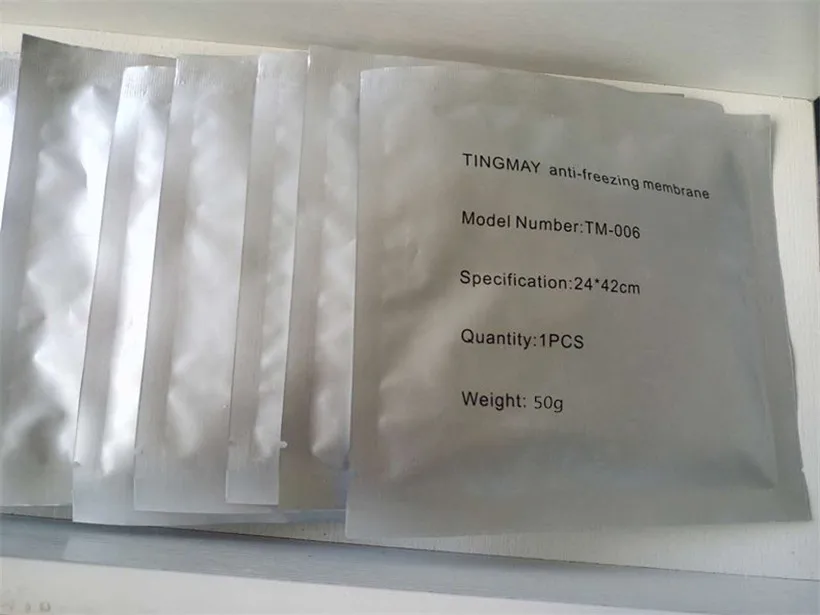 TINGMAY anti-freezing membrane
Model Number:TM-006
Specification:24*42cm
Quantity:1PCS
Weight: 50g